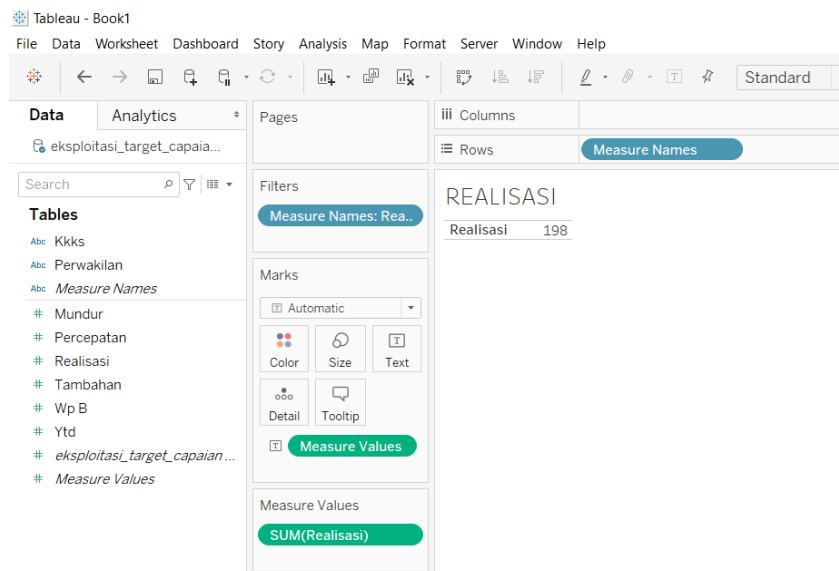 Tableau - Book1
File Data Worksheet Dashboard Story Analysis Map Format Server Window Help
Standard
Data Analytics
eksploitasi_target_capaia...
Search
Tables
Abc Kkks
Abc Perwakilan
Abc Measure Names
# Mundur
# Percepatan
# Realisasi
# Tambahan
# Wp B
# Ytd
# eksploitasi_target_capaian ...
# Measure Values
Pages
Filters
Measure Names: Rea..
Marks
T Automatic
Color Size T Text
Detail Tooltip
T Measure Values
Measure Values
SUM(Realisasi)
iii Columns
Rows Measure Names
REALISASI
Realisasi 198